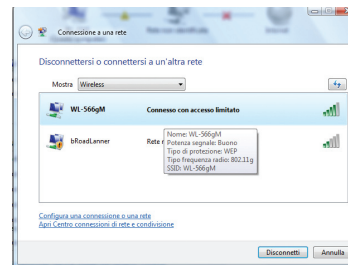 Connessione a una rete
Disconnettersi o connettersi a un'altra rete
Mostra Wireless
WL-566gM Connesso con accesso limitato
bRoadLanner Rete
Nome: WL-566gM
Potenza segnale: Buono
Tipo di protezione: WEP
Tipo frequenza radio: 802.11g
SSID: WL-566gM
Configura una connessione o una rete
Apri Centro connessioni di rete e condivisione
Disconnetti Annulla